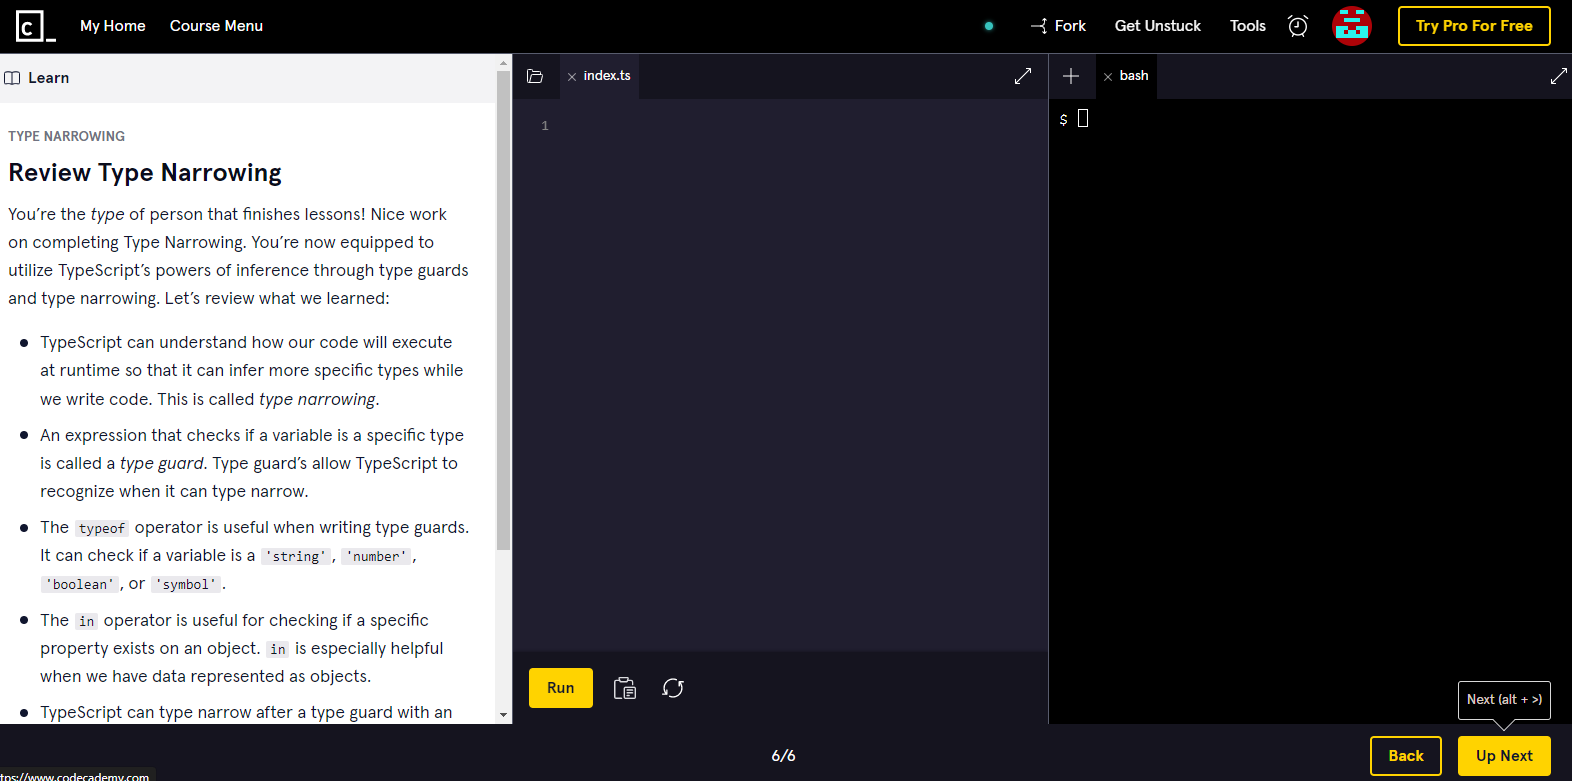 My Home Course Menu Fork Get Unstuck Tools Try Pro For Free
Learn
TYPE NARROWING
Review Type Narrowing
You’re the type of person that finishes lessons! Nice work
on completing Type Narrowing. You’re now equipped to
utilize TypeScript’s powers of inference through type guards
and type narrowing. Let’s review what we learned:
● TypeScript can understand how our code will execute
at runtime so that it can infer more specific types while
we write code. This is called type narrowing.
● An expression that checks if a variable is a specific type
is called a type guard. Type guard’s allow TypeScript to
recognize when it can type narrow.
● The typeof operator is useful when writing type guards.
It can check if a variable is a 'string', 'number',
'boolean', or 'symbol'.
● The in operator is useful for checking if a specific
property exists on an object. in is especially helpful
when we have data represented as objects.
● TypeScript can type narrow after a type guard with an
index.ts
1
Run
bash
$
Next (alt + >)
6/6
Back
Up Next
tps://www.codecademy.com